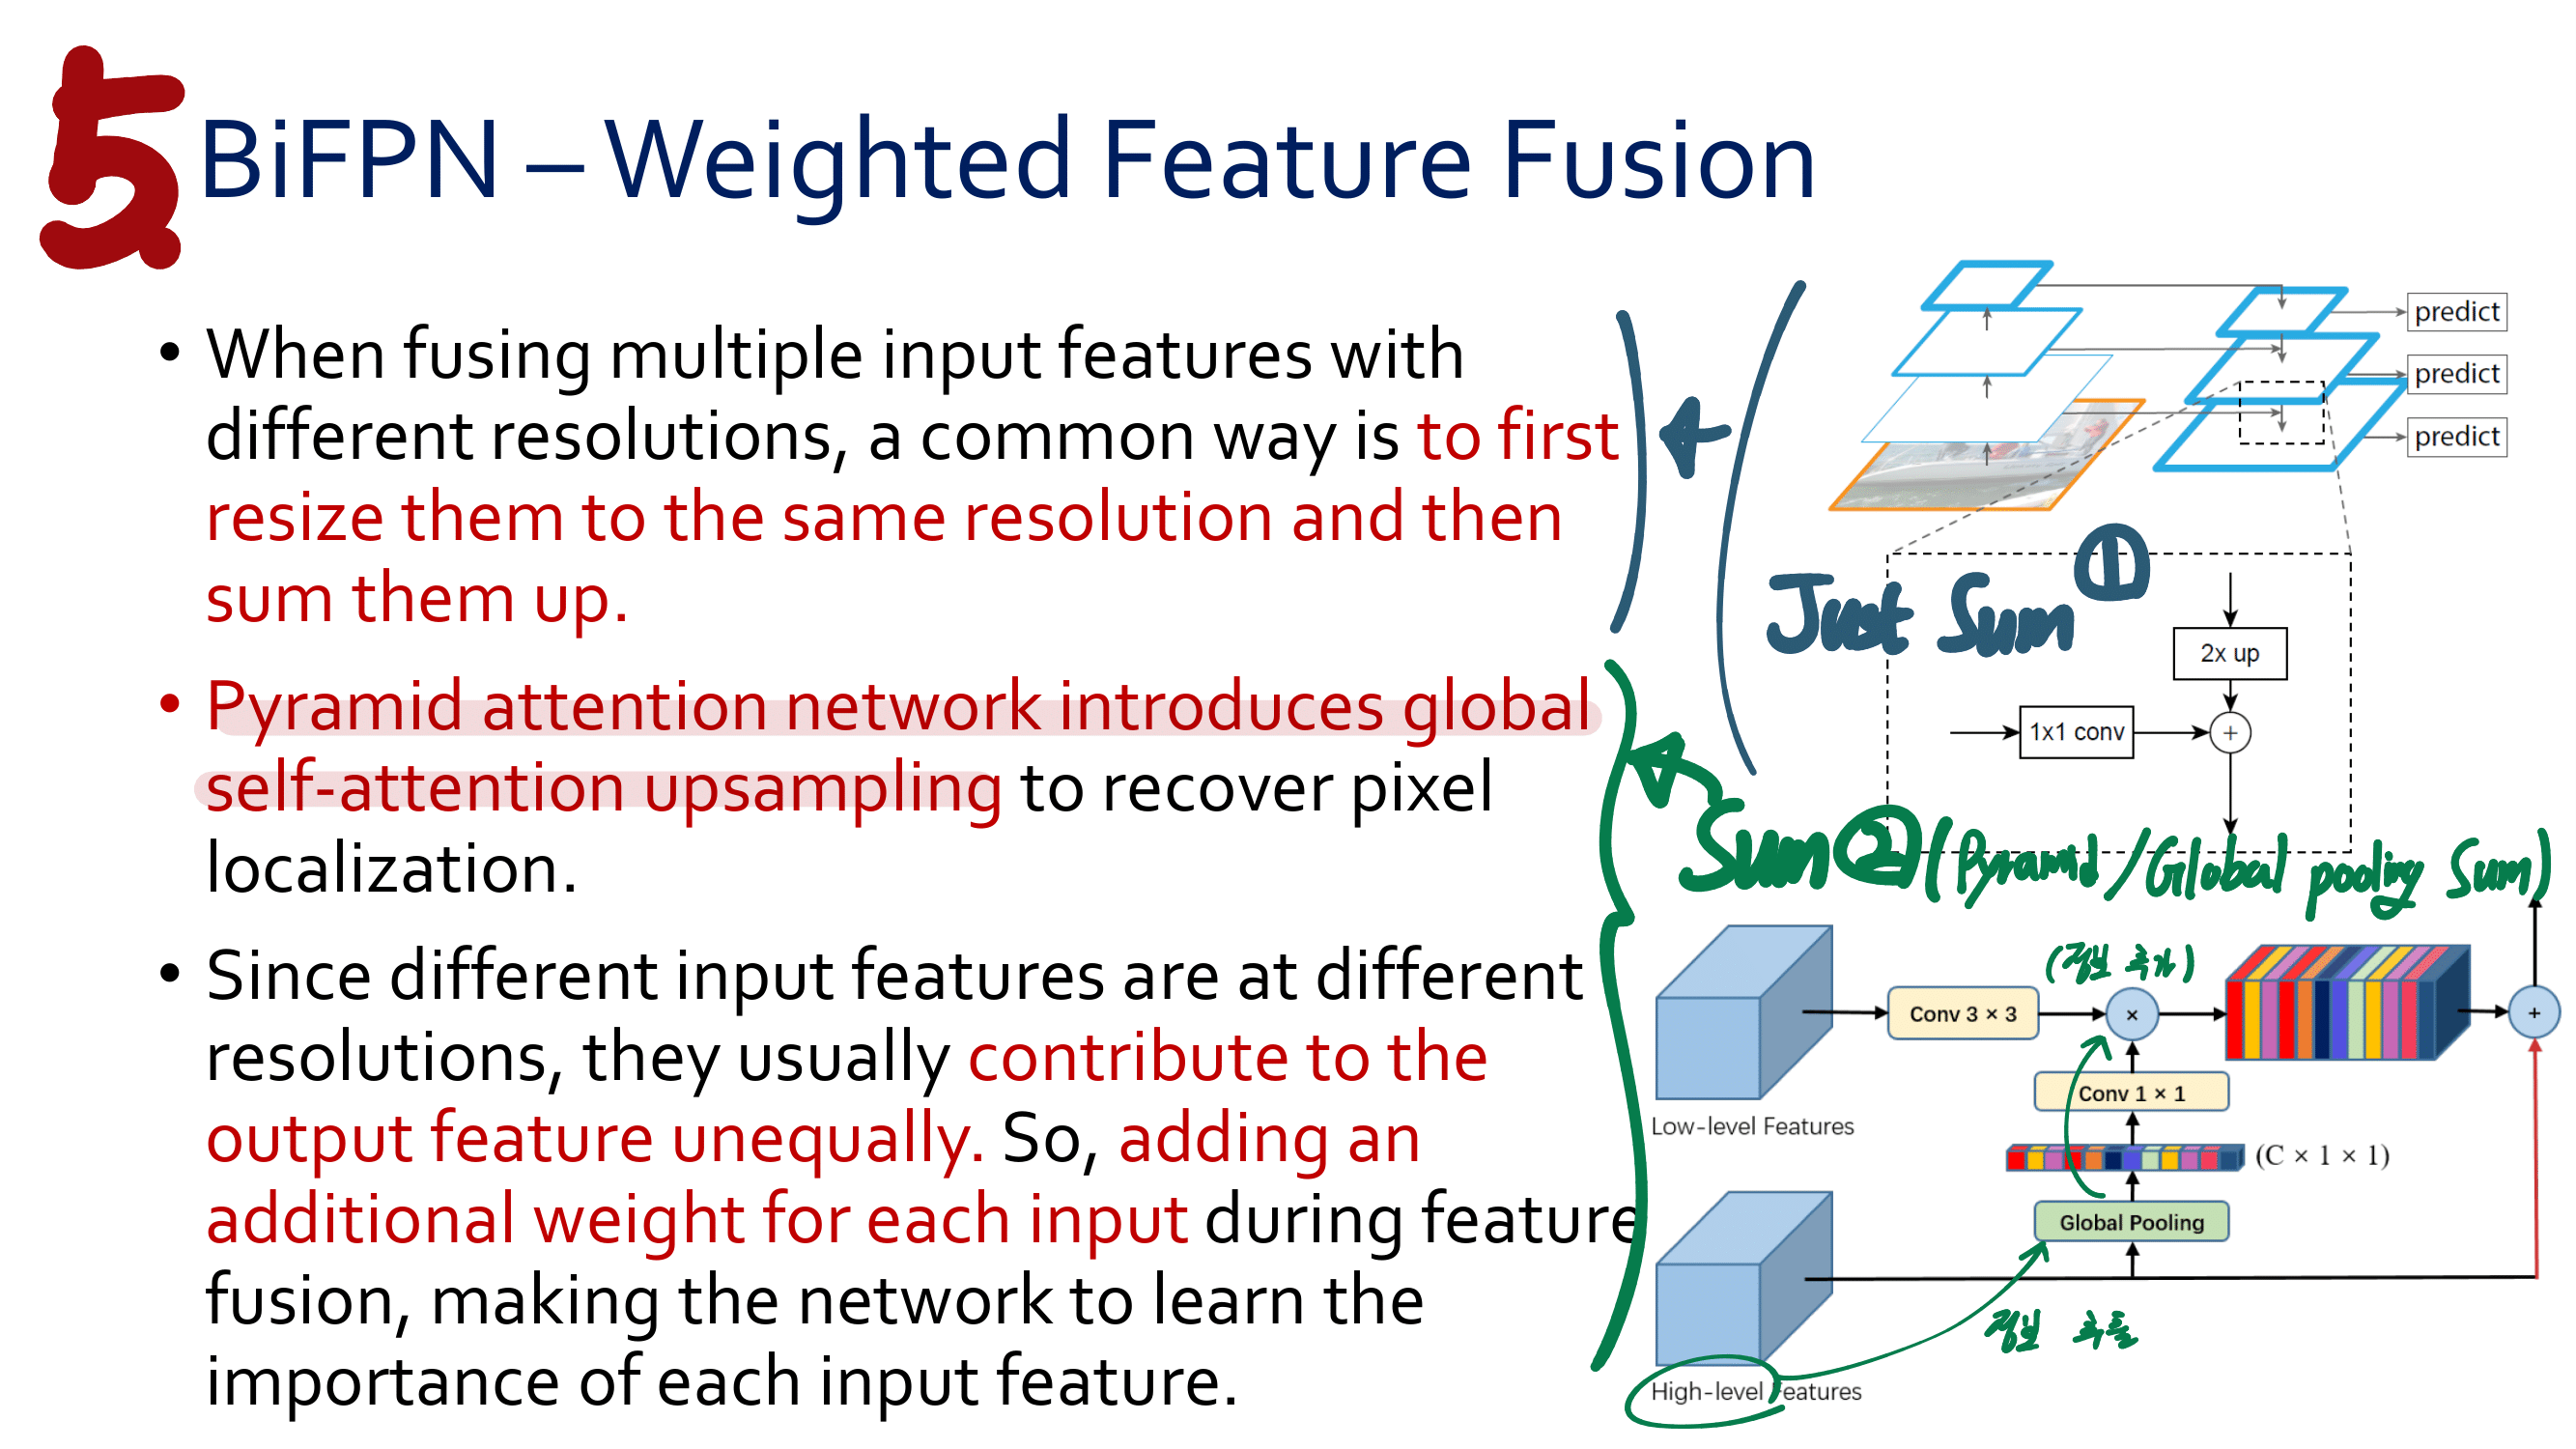 5
BiFPN – Weighted Feature Fusion
• When fusing multiple input features with
different resolutions, a common way is to first
resize them to the same resolution and then
sum them up.
• Pyramid attention network introduces global
self-attention upsampling to recover pixel
localization.
• Since different input features are at different
resolutions, they usually contribute to the
output feature unequally. So, adding an
additional weight for each input during feature
fusion, making the network to learn the
importance of each input feature.
predict
predict
predict
Just Sum ①
2x up
1x1 conv
+
Sum ② (Pyramid / Global pooling Sum)
(정보 추가)
Conv 3 × 3
×
+
Conv 1 × 1
Low-level Features
(C × 1 × 1)
Global Pooling
정보 추출
High-level Features